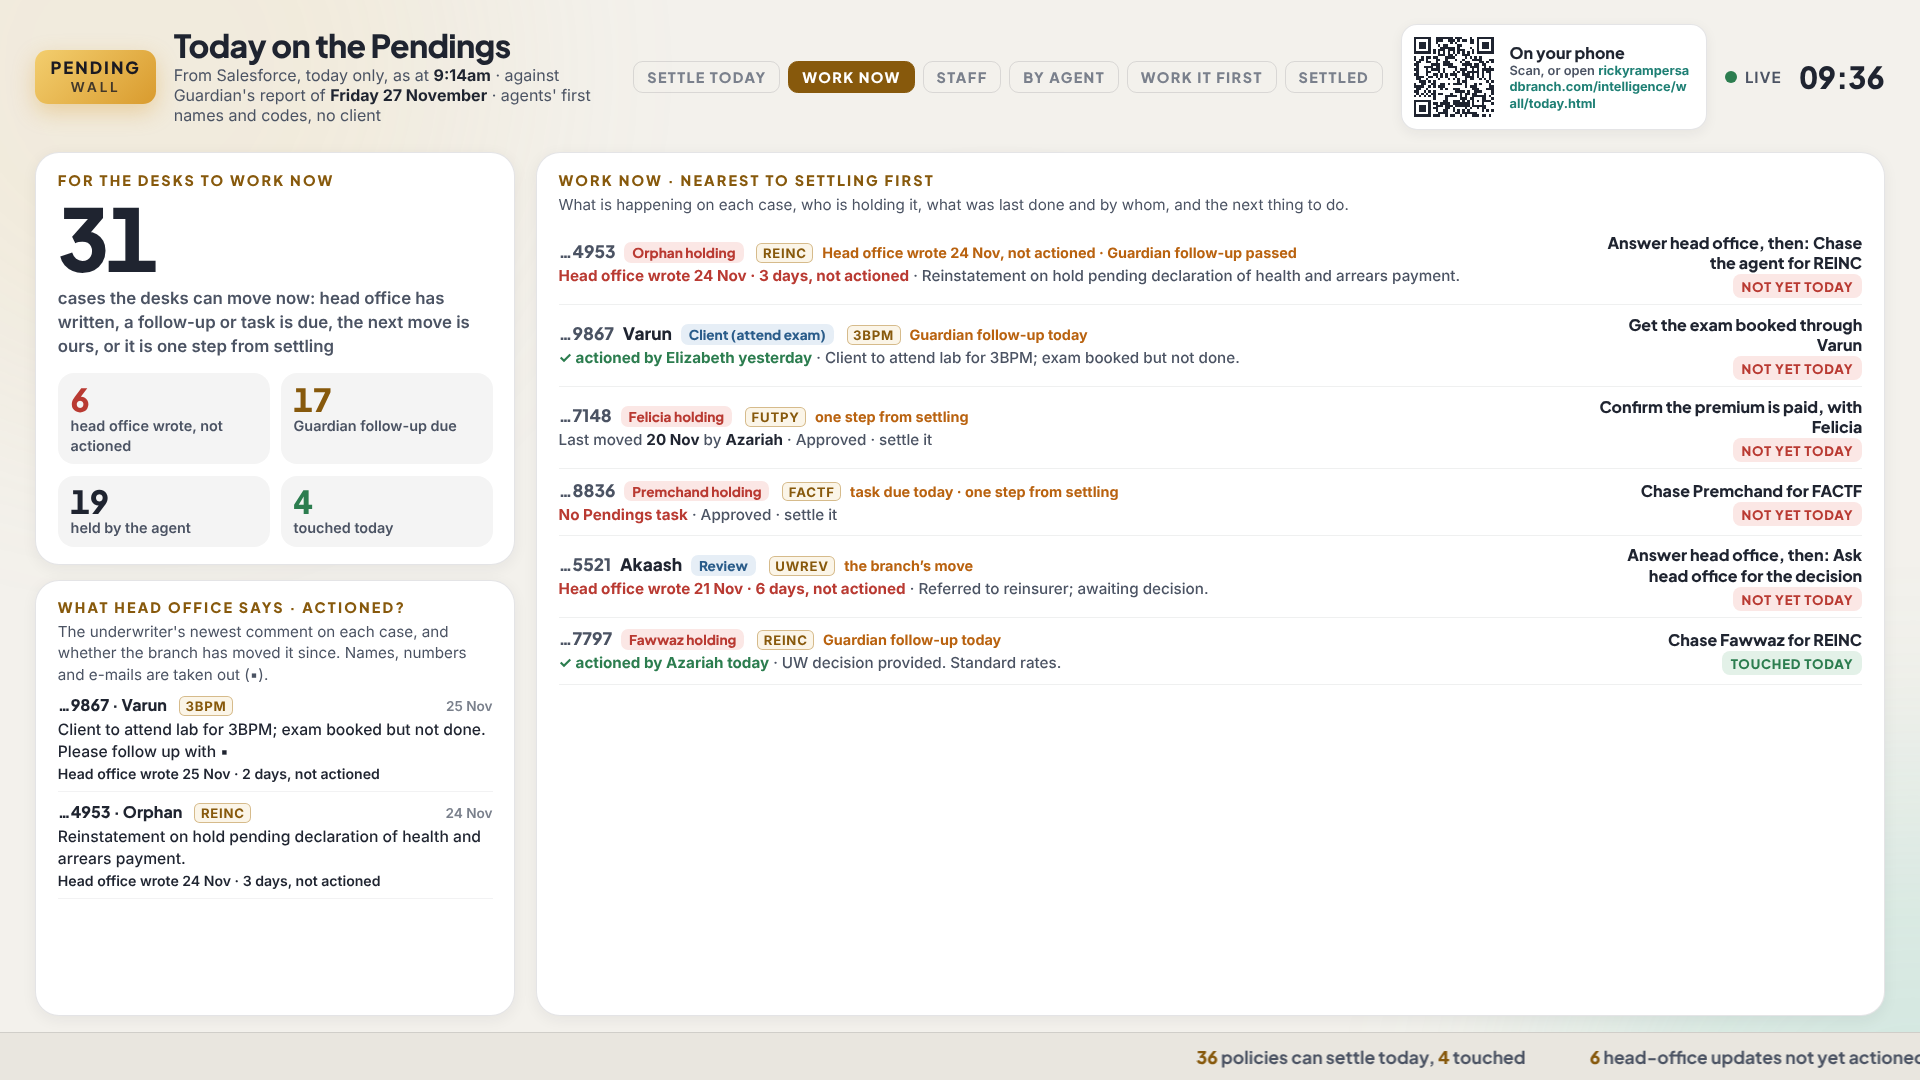 PENDING
WALL
Today on the Pendings
From Salesforce, today only, as at 9:14am · against
Guardian's report of Friday 27 November · agents' first
names and codes, no client
SETTLE TODAY
WORK NOW
STAFF
BY AGENT
WORK IT FIRST
SETTLED
On your phone
Scan, or open rickyrampersa
dbranch.com/intelligence/w
all/today.html
LIVE
09:36
FOR THE DESKS TO WORK NOW
31
cases the desks can move now: head office has
written, a follow-up or task is due, the next move is
ours, or it is one step from settling
6
head office wrote, not
actioned
17
Guardian follow-up due
19
held by the agent
4
touched today
WHAT HEAD OFFICE SAYS · ACTIONED?
The underwriter's newest comment on each case, and
whether the branch has moved it since. Names, numbers
and e-mails are taken out (▪).
…9867 · Varun 3BPM 25 Nov
Client to attend lab for 3BPM; exam booked but not done.
Please follow up with ▪
Head office wrote 25 Nov · 2 days, not actioned
…4953 · Orphan REINC 24 Nov
Reinstatement on hold pending declaration of health and
arrears payment.
Head office wrote 24 Nov · 3 days, not actioned
WORK NOW · NEAREST TO SETTLING FIRST
What is happening on each case, who is holding it, what was last done and by whom, and the next thing to do.
…4953 Orphan holding REINC Head office wrote 24 Nov, not actioned · Guardian follow-up passed
Head office wrote 24 Nov · 3 days, not actioned · Reinstatement on hold pending declaration of health and arrears payment.
Answer head office, then: Chase
the agent for REINC
NOT YET TODAY
…9867 Varun Client (attend exam) 3BPM Guardian follow-up today
✓ actioned by Elizabeth yesterday · Client to attend lab for 3BPM; exam booked but not done.
Get the exam booked through
Varun
NOT YET TODAY
…7148 Felicia holding FUTPY one step from settling
Last moved 20 Nov by Azariah · Approved · settle it
Confirm the premium is paid, with
Felicia
NOT YET TODAY
…8836 Premchand holding FACTF task due today · one step from settling
No Pendings task · Approved · settle it
Chase Premchand for FACTF
NOT YET TODAY
…5521 Akaash Review UWREV the branch's move
Head office wrote 21 Nov · 6 days, not actioned · Referred to reinsurer; awaiting decision.
Answer head office, then: Ask
head office for the decision
NOT YET TODAY
…7797 Fawwaz holding REINC Guardian follow-up today
✓ actioned by Azariah today · UW decision provided. Standard rates.
Chase Fawwaz for REINC
TOUCHED TODAY
36 policies can settle today, 4 touched
6 head-office updates not yet actioned